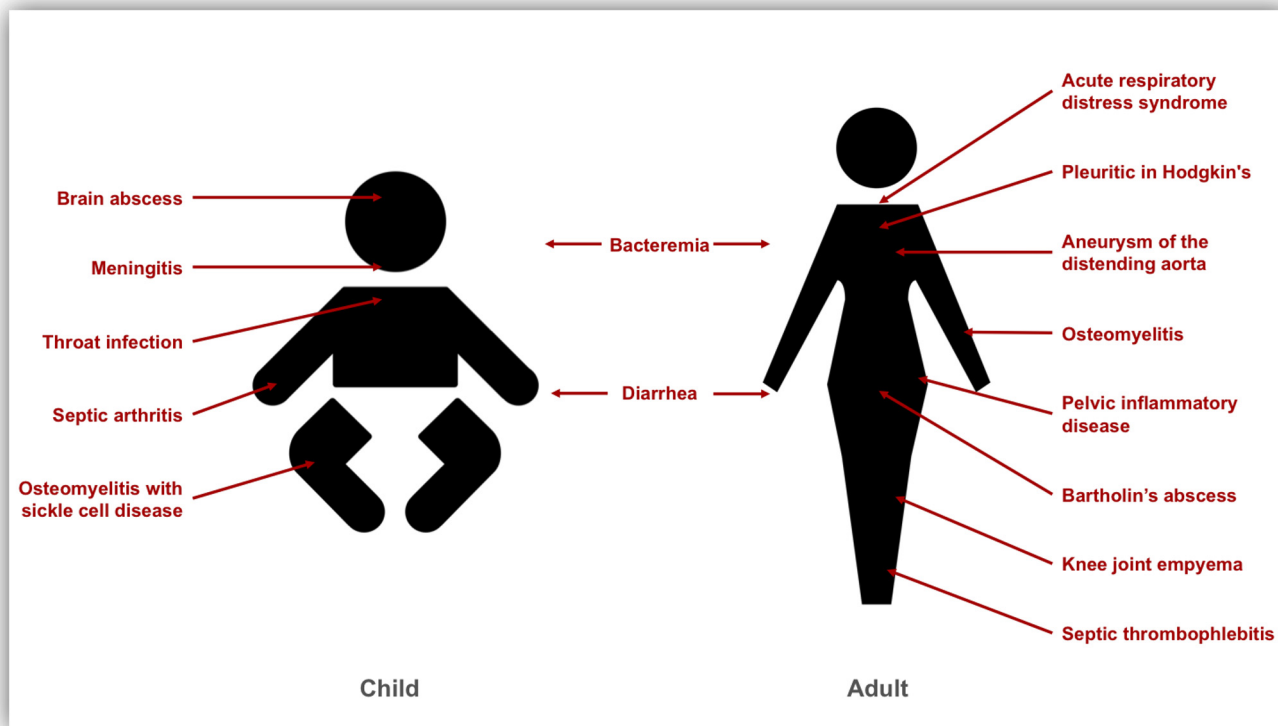 Brain abscess
Meningitis
Throat infection
Septic arthritis
Osteomyelitis with
sickle cell disease
Child
Bacteremia
Diarrhea
Acute respiratory
distress syndrome
Pleuritic in Hodgkin's
Aneurysm of the
distending aorta
Osteomyelitis
Pelvic inflammatory
disease
Bartholin’s abscess
Knee joint empyema
Septic thrombophlebitis
Adult